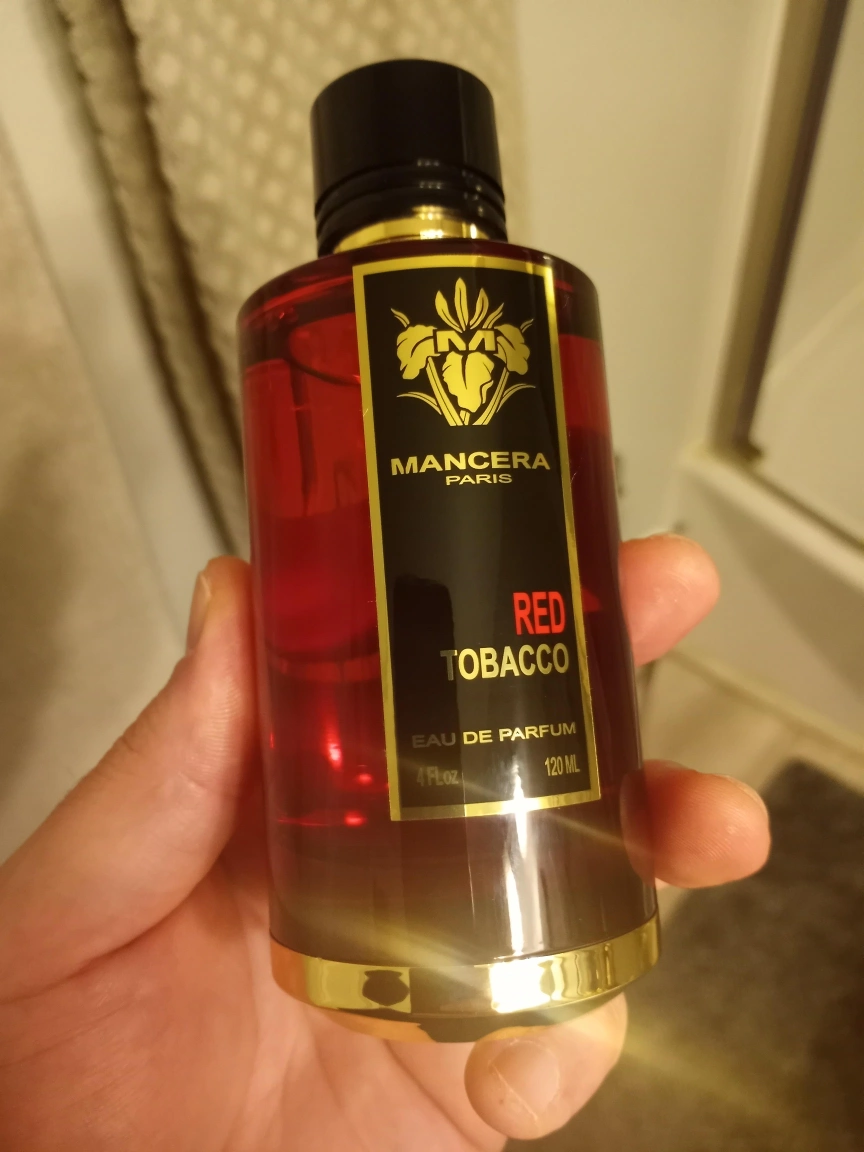 M
MANCERA
PARIS
RED
TOBACCO
EAU DE PARFUM
4 FL.oz 120 ML